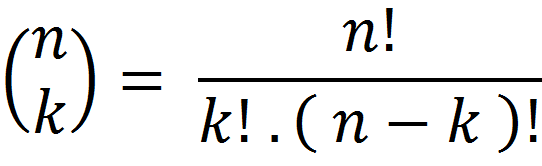 (n k) = n! / k! . ( n − k )!